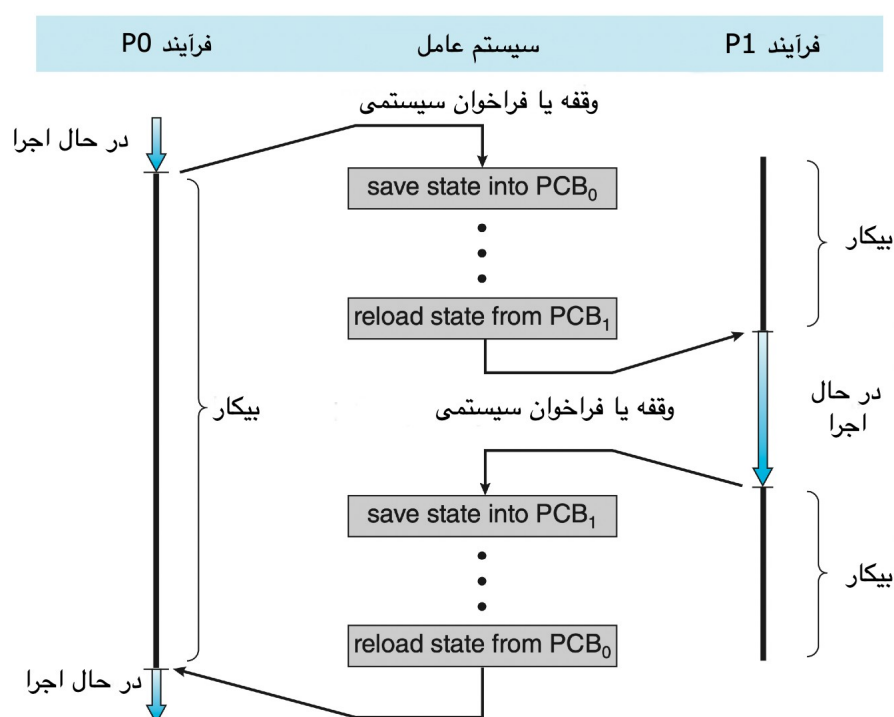 فرآیند P0
سیستم عامل
فرآیند P1
وقفه یا فراخوان سیستمی
در حال اجرا
save state into PCB₀
بیکار
reload state from PCB₁
بیکار
وقفه یا فراخوان سیستمی
در حال
اجرا
save state into PCB₁
بیکار
reload state from PCB₀
در حال اجرا